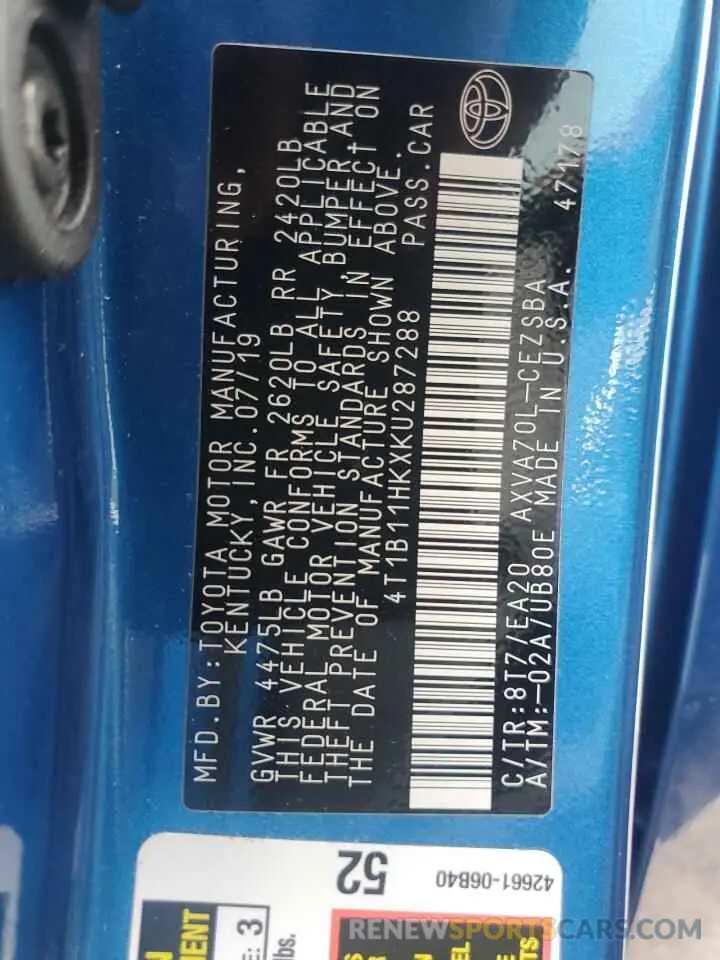 MFD.BY:TOYOTA MOTOR MANUFACTURING,
KENTUCKY,INC.07/19
GVWR 4475LB GAWR FR 2620LB RR 2420LB
THIS VEHICLE CONFORMS TO ALL APPLICABLE
FEDERAL MOTOR VEHICLE SAFETY,BUMPER,AND
THEFT PREVENTION STANDARDS IN EFFECT ON
THE DATE OF MANUFACTURE SHOWN ABOVE.
4T1B11HKXKU287288 PASS.CAR
C/TR:8T7/EA20 AXVA70L-CEZSBA 47178
A/TM:-02A/UB80E MADE IN U.S.A.
52
42661-06B40
3
lbs.
RENEWSPORTSCARS.COM